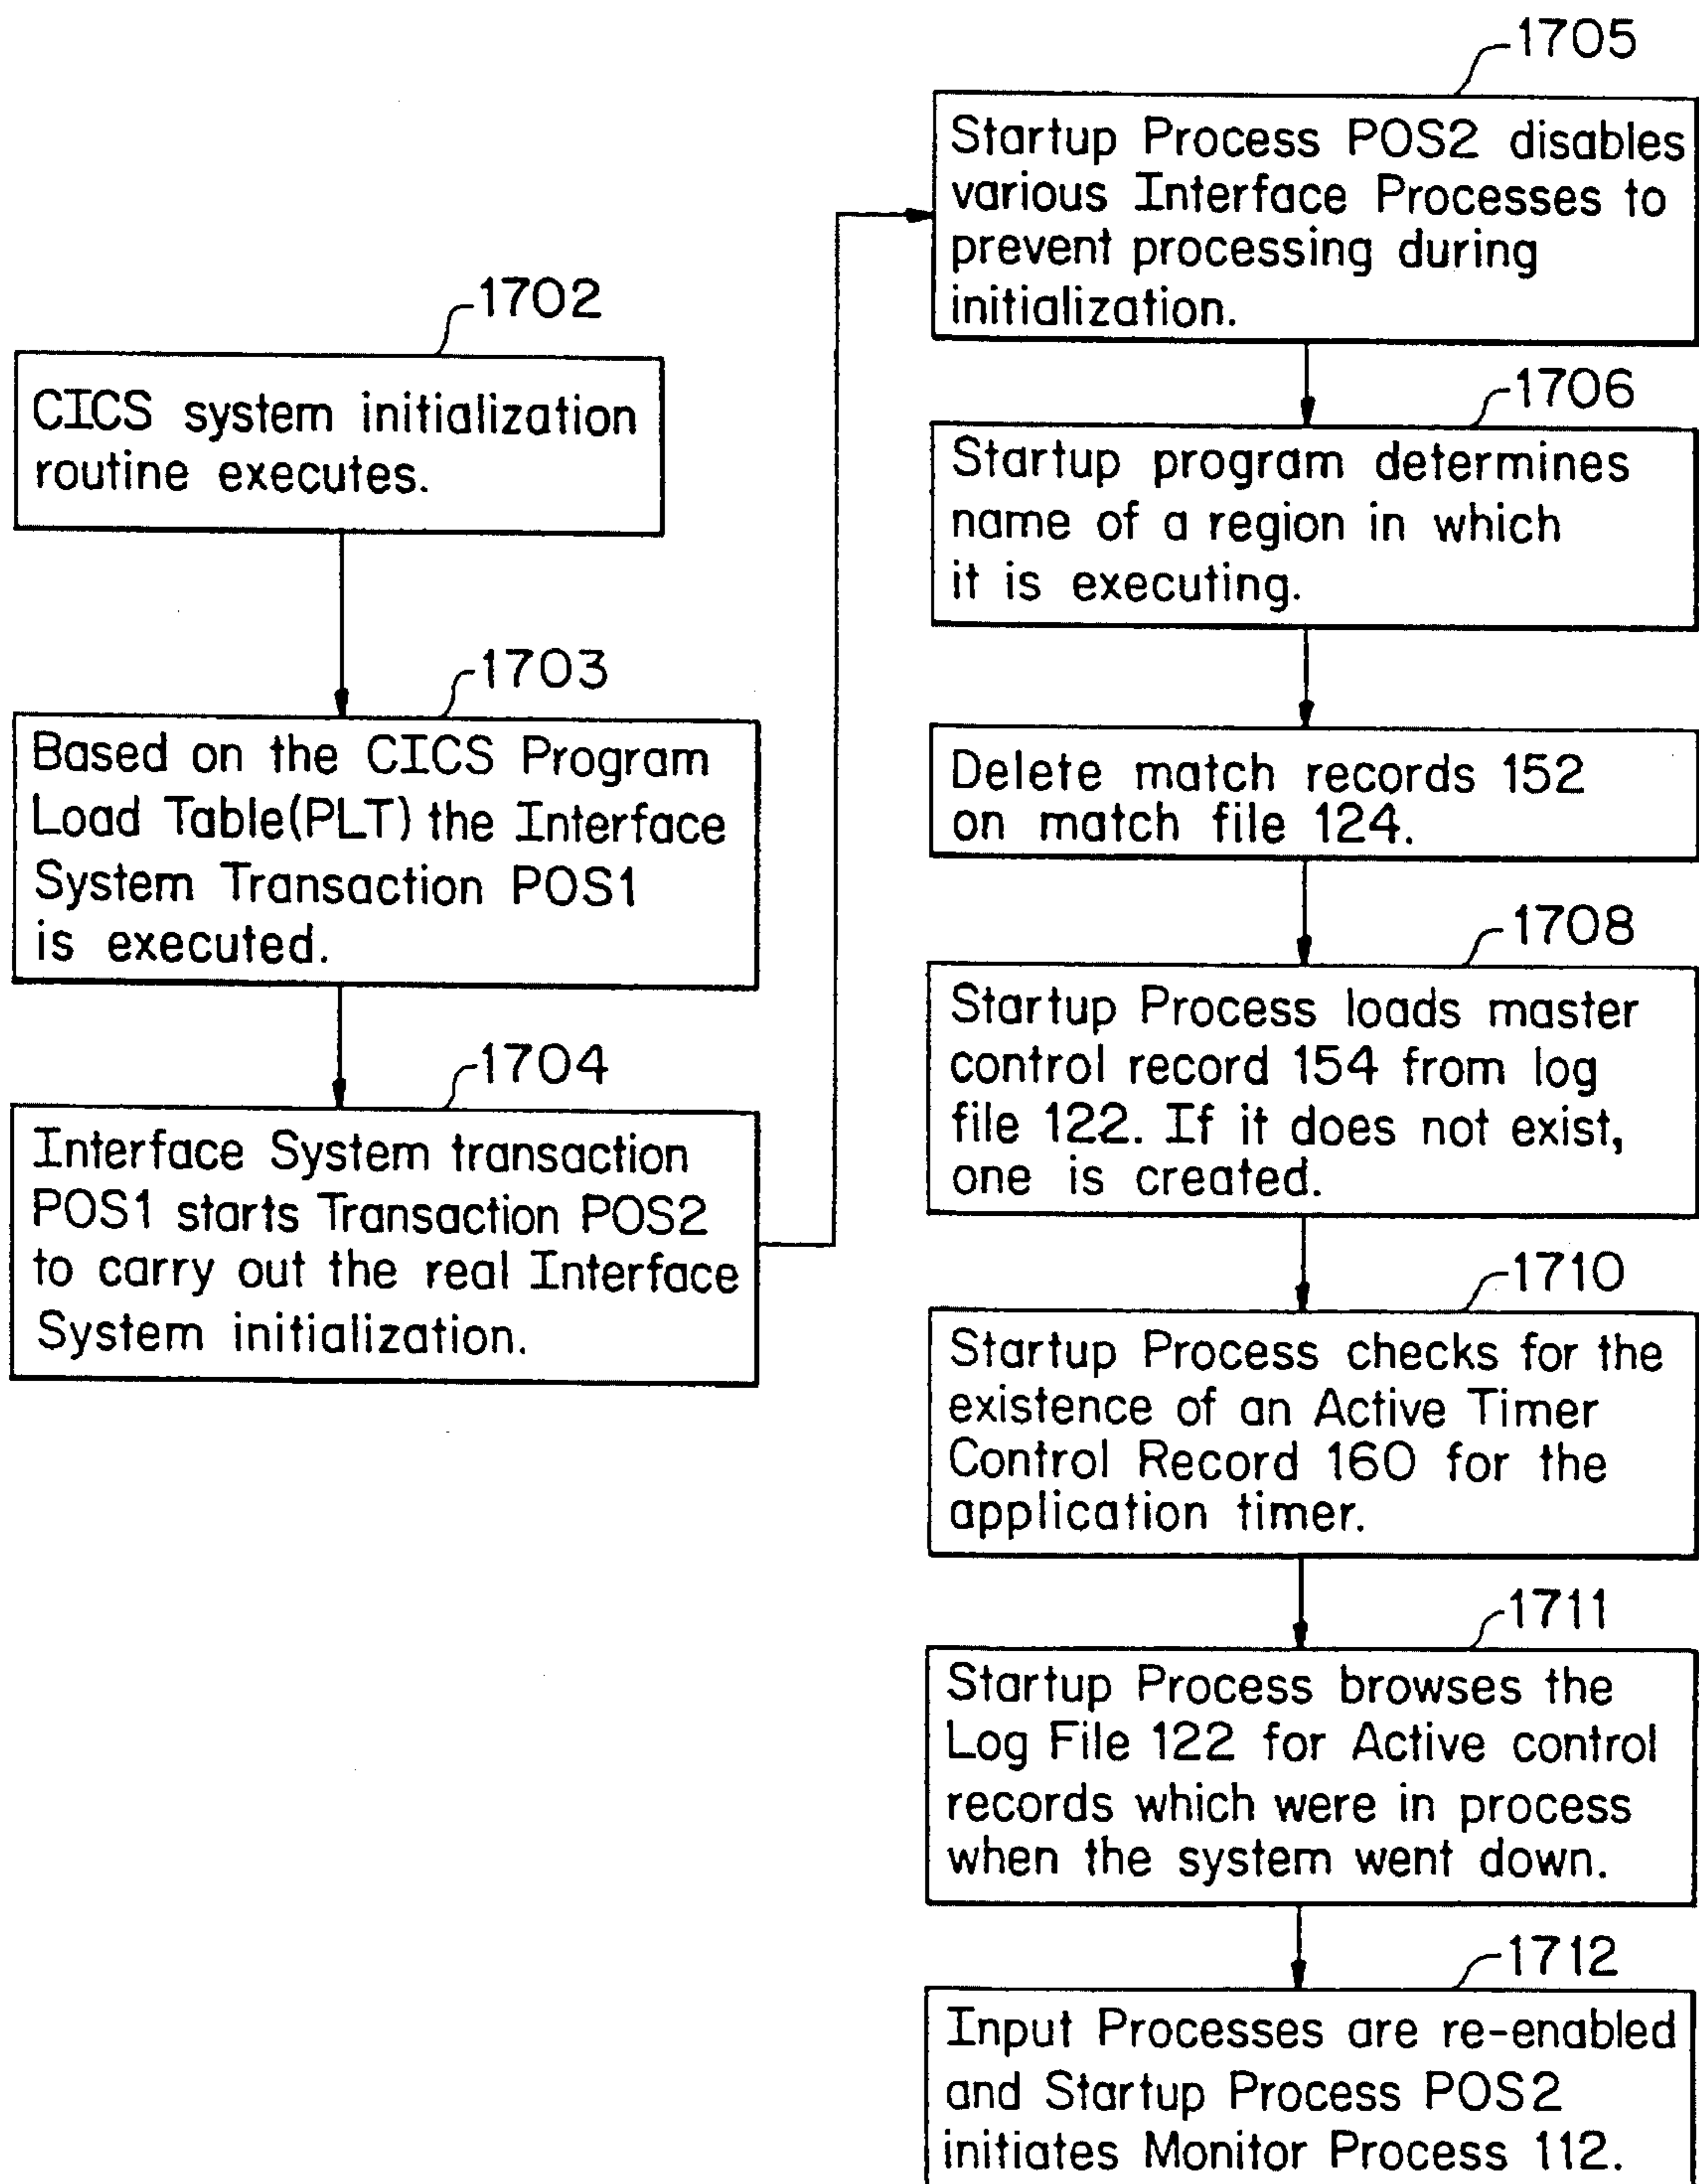 1702
CICS system initialization
routine executes.
1703
Based on the CICS Program
Load Table(PLT) the Interface
System Transaction POS1
is executed.
1704
Interface System transaction
POS1 starts Transaction POS2
to carry out the real Interface
System initialization.
1705
Startup Process POS2 disables
various Interface Processes to
prevent processing during
initialization.
1706
Startup program determines
name of a region in which
it is executing.
Delete match records 152
on match file 124.
1708
Startup Process loads master
control record 154 from log
file 122. If it does not exist,
one is created.
1710
Startup Process checks for the
existence of an Active Timer
Control Record 160 for the
application timer.
1711
Startup Process browses the
Log File 122 for Active control
records which were in process
when the system went down.
1712
Input Processes are re-enabled
and Startup Process POS2
initiates Monitor Process 112.